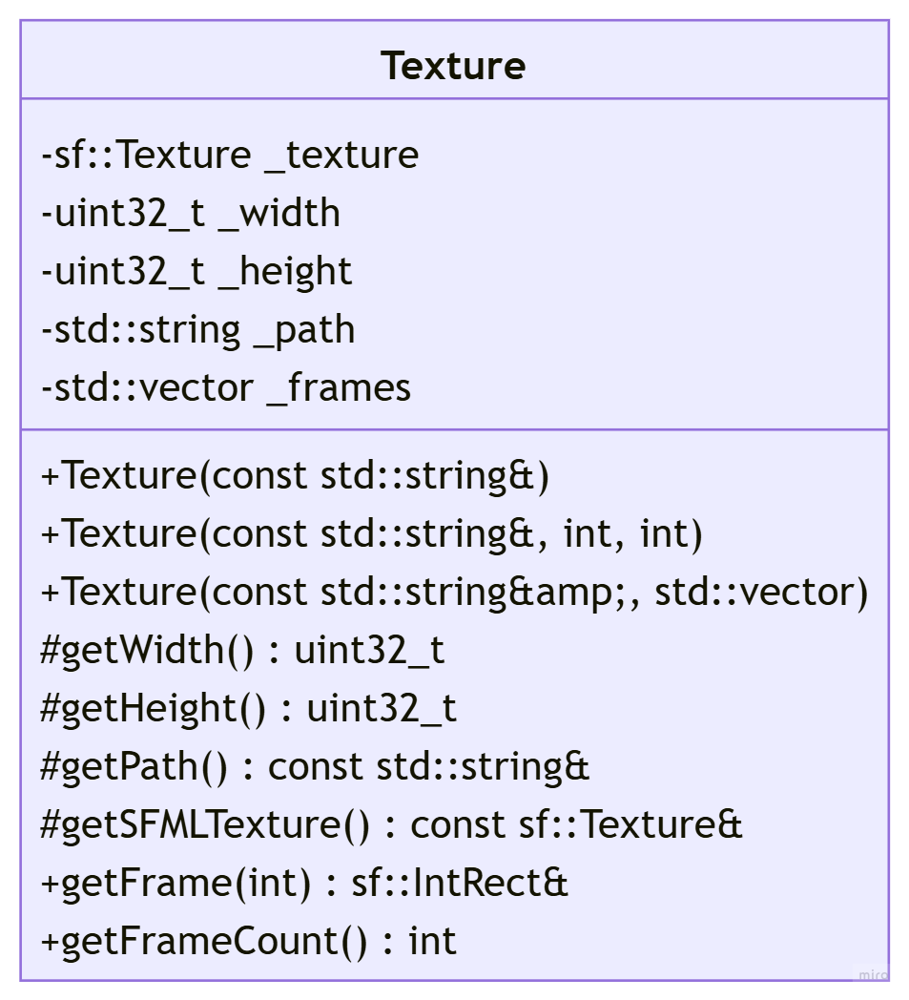 Texture
-sf::Texture _texture
-uint32_t _width
-uint32_t _height
-std::string _path
-std::vector _frames
+Texture(const std::string&)
+Texture(const std::string&, int, int)
+Texture(const std::string&amp;, std::vector)
#getWidth() : uint32_t
#getHeight() : uint32_t
#getPath() : const std::string&
#getSFMLTexture() : const sf::Texture&
+getFrame(int) : sf::IntRect&
+getFrameCount() : int
miro